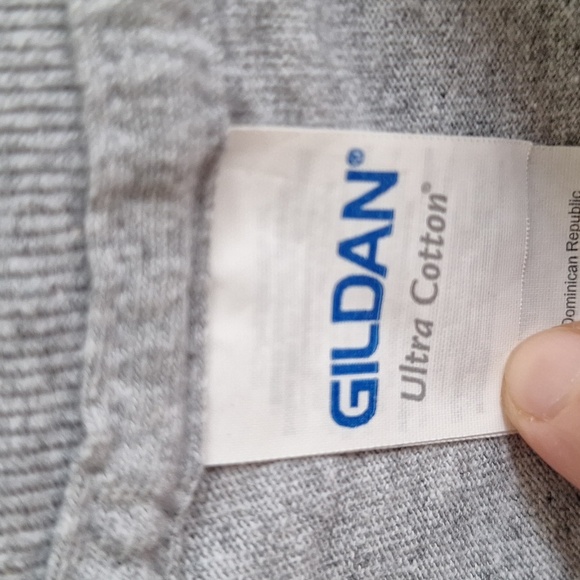 GILDAN®
Ultra Cotton®
Dominican Republic